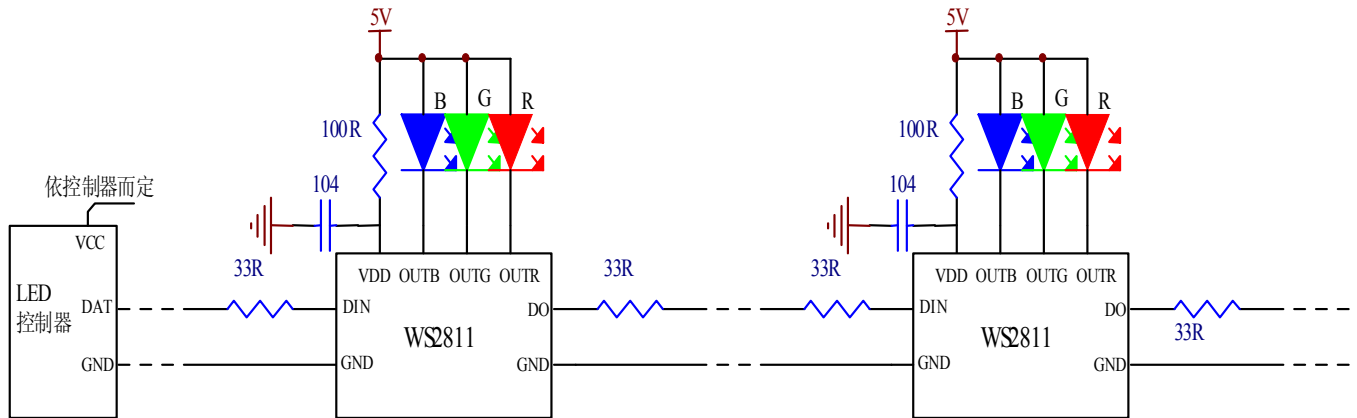 5V
5V
B G R
B G R
100R
100R
依控制器而定
104
104
VCC
33R
VDD OUTB OUTG OUTR
33R
33R
VDD OUTB OUTG OUTR
LED
控制器
DAT
DIN
DO
DIN
DO
33R
WS2811
WS2811
GND
GND
GND
GND
GND